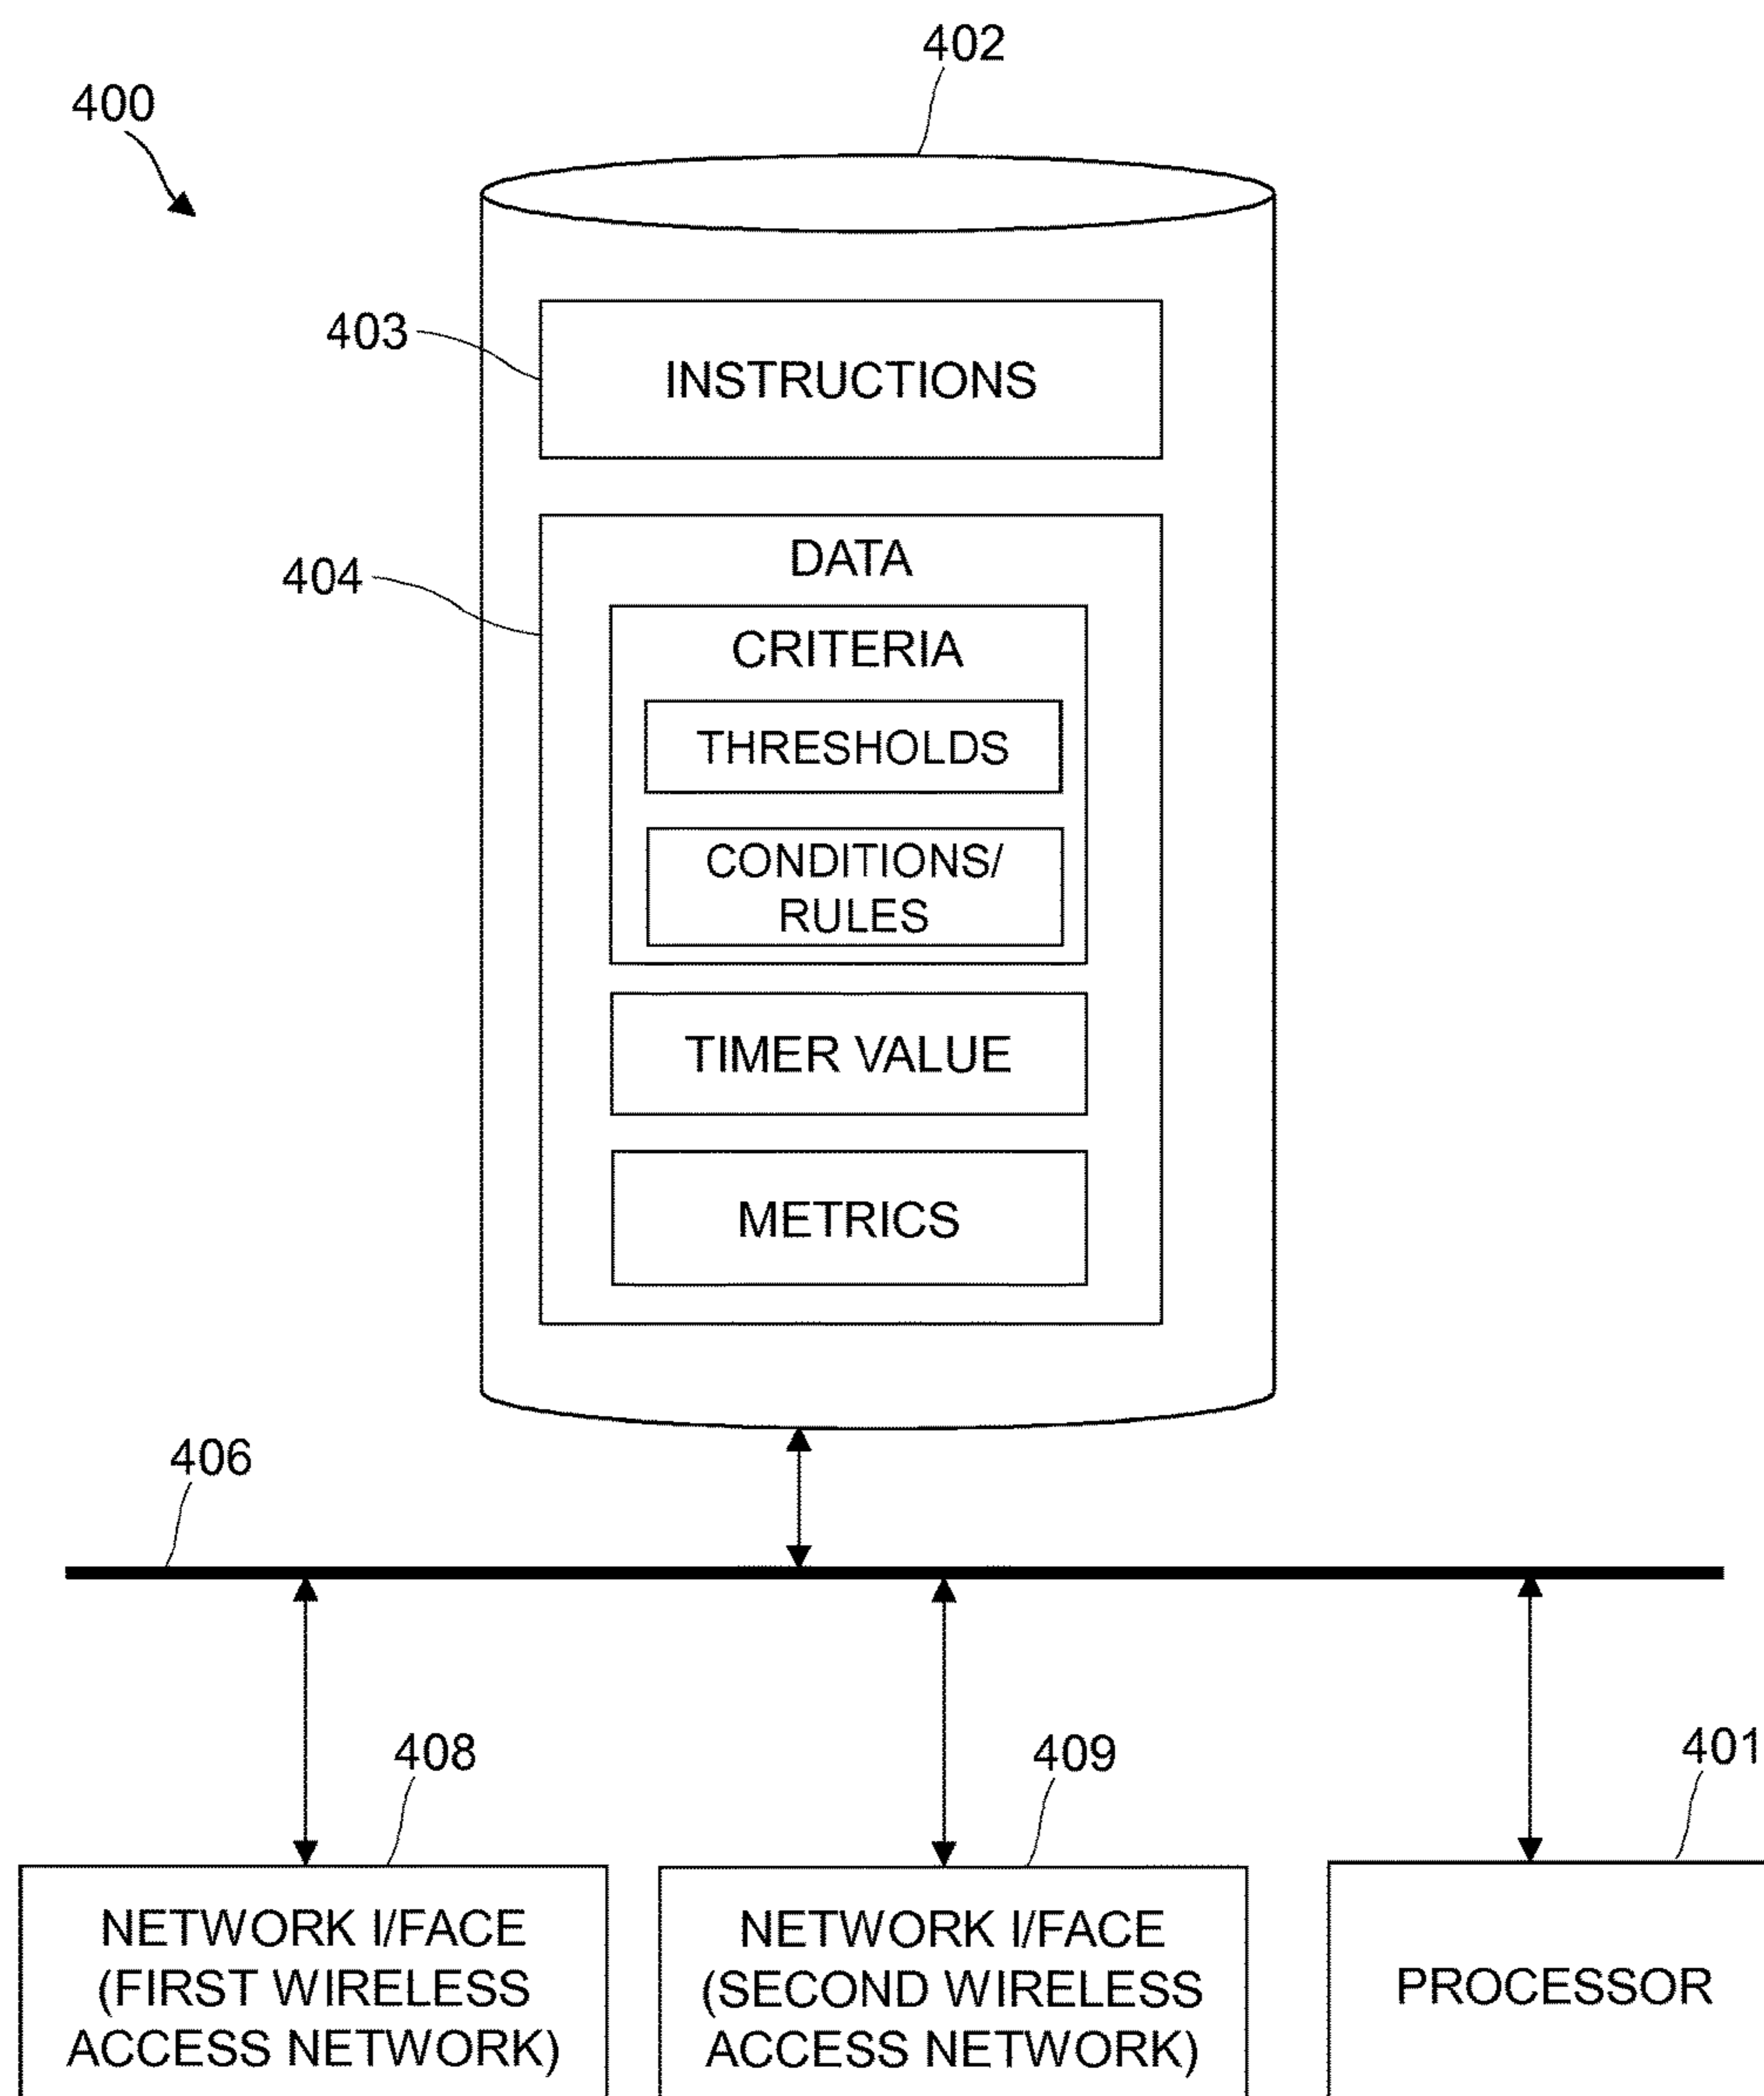 402
400
403
INSTRUCTIONS
404
DATA
CRITERIA
THRESHOLDS
CONDITIONS/
RULES
TIMER VALUE
METRICS
406
408
409
401
NETWORK I/FACE
(FIRST WIRELESS
ACCESS NETWORK)
NETWORK I/FACE
(SECOND WIRELESS
ACCESS NETWORK)
PROCESSOR